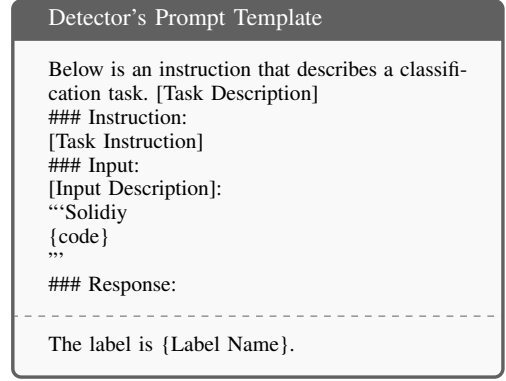 Detector's Prompt Template
Below is an instruction that describes a classifi-
cation task. [Task Description]
### Instruction:
[Task Instruction]
### Input:
[Input Description]:
“‘Solidiy
{code}
”’
### Response:
The label is {Label Name}.